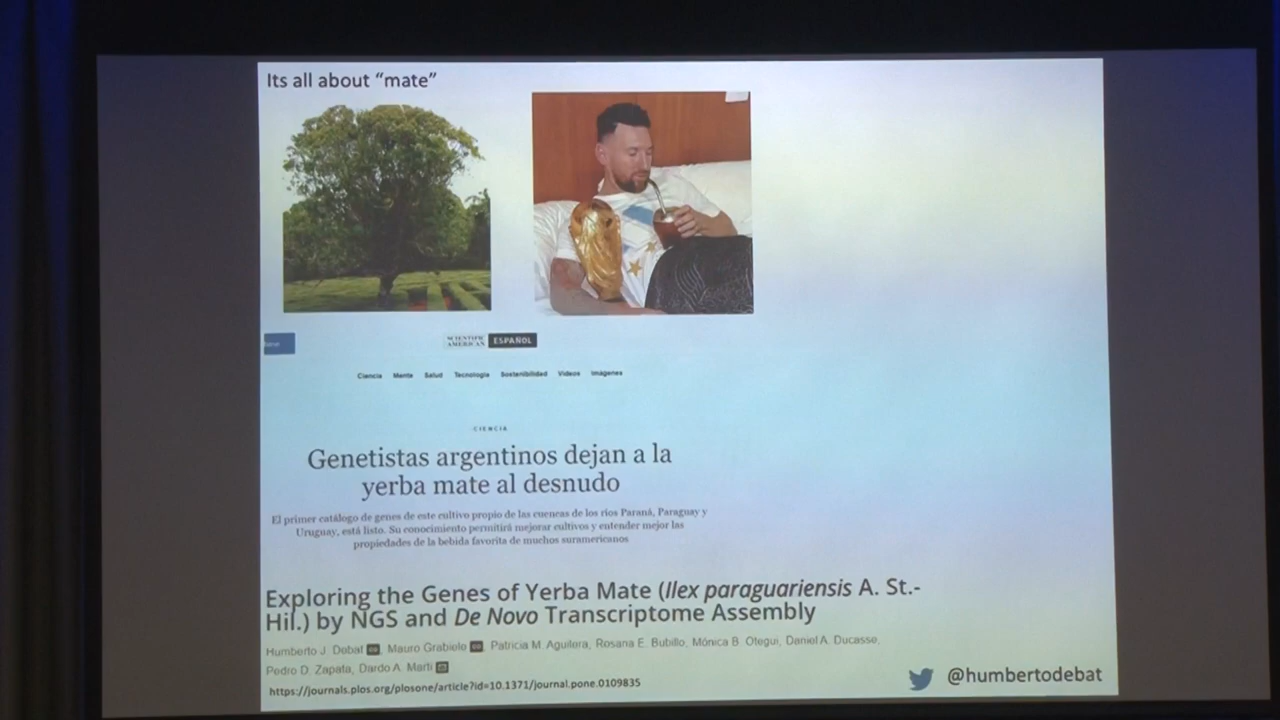 Its all about “mate”
SCIENTIFIC
AMERICAN
ESPAÑOL
Ciencia Mente Salud Tecnología Sostenibilidad Videos Imágenes
CIENCIA
Genetistas argentinos dejan a la
yerba mate al desnudo
El primer catálogo de genes de este cultivo propio de las cuencas de los ríos Paraná, Paraguay y
Uruguay, está listo. Su conocimiento permitirá mejorar cultivos y entender mejor las
propiedades de la bebida favorita de muchos suramericanos
Exploring the Genes of Yerba Mate (Ilex paraguariensis A. St.-
Hil.) by NGS and De Novo Transcriptome Assembly
Humberto J. Debat, Mauro Grabiele, Patricia M. Aguilera, Rosana E. Bubillo, Mónica B. Otegui, Daniel A. Ducasse,
Pedro D. Zapata, Dardo A. Marti
https://journals.plos.org/plosone/article?id=10.1371/journal.pone.0109835
@humbertodebat